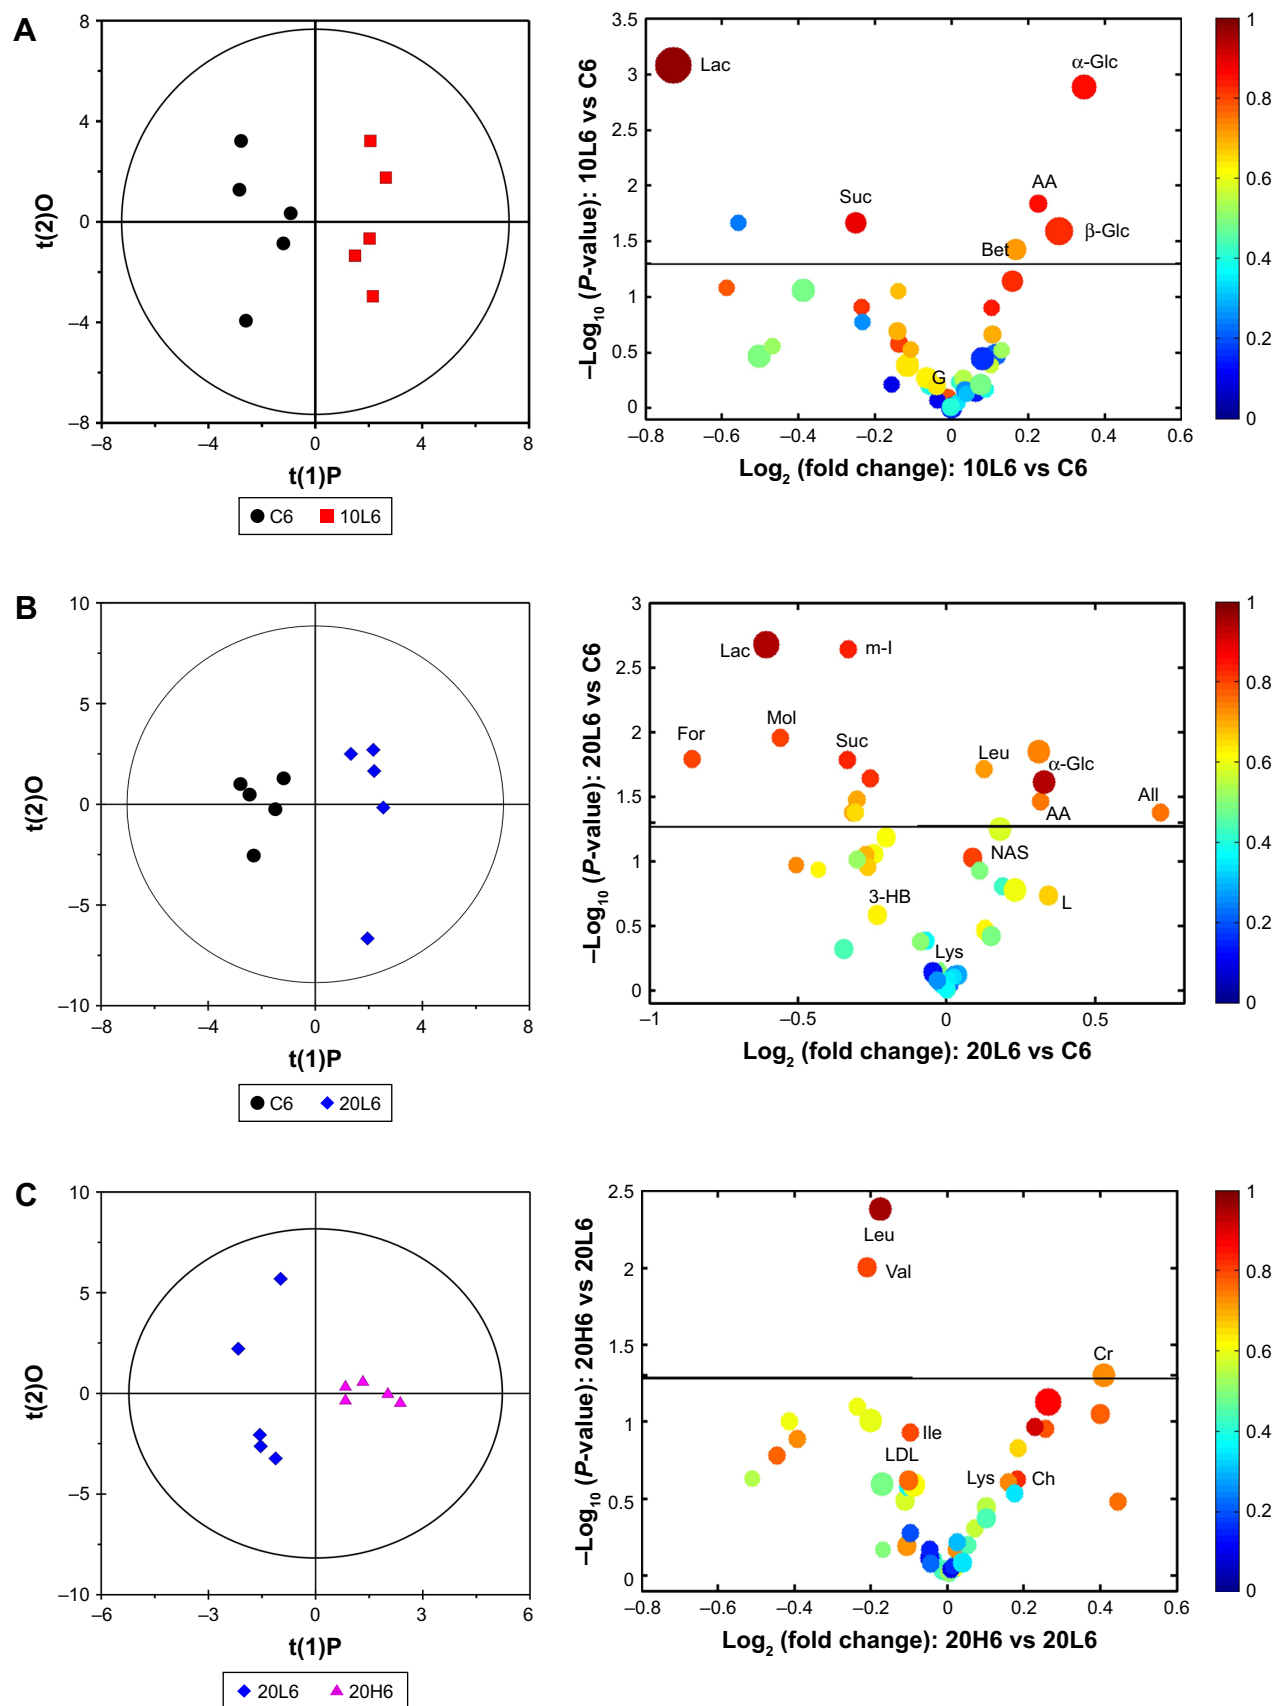 A
t(2)O
8
4
0
–4
–8
–8
–4
0
4
8
t(1)P
C6
10L6
–Log10 (P-value): 10L6 vs C6
3.5
3
2.5
2
1.5
1
0.5
0
Lac
α-Glc
AA
Suc
β-Glc
Bet
G
–0.8
–0.6
–0.4
–0.2
0
0.2
0.4
0.6
Log2 (fold change): 10L6 vs C6
1
0.8
0.6
0.4
0.2
0
B
t(2)O
10
5
0
–5
–10
–8
–4
0
4
8
t(1)P
C6
20L6
–Log10 (P-value): 20L6 vs C6
3
2.5
2
1.5
1
0.5
0
Lac
m-I
For
Mol
Suc
Leu
α-Glc
AA
All
NAS
3-HB
L
Lys
–1
–0.5
0
0.5
Log2 (fold change): 20L6 vs C6
1
0.8
0.6
0.4
0.2
0
C
t(2)O
10
5
0
–5
–10
–6
–3
0
3
6
t(1)P
20L6
20H6
–Log10 (P-value): 20H6 vs 20L6
2.5
2
1.5
1
0.5
0
Leu
Val
Cr
Ile
LDL
Lys
Ch
–0.8
–0.6
–0.4
–0.2
0
0.2
0.4
0.6
Log2 (fold change): 20H6 vs 20L6
1
0.8
0.6
0.4
0.2
0